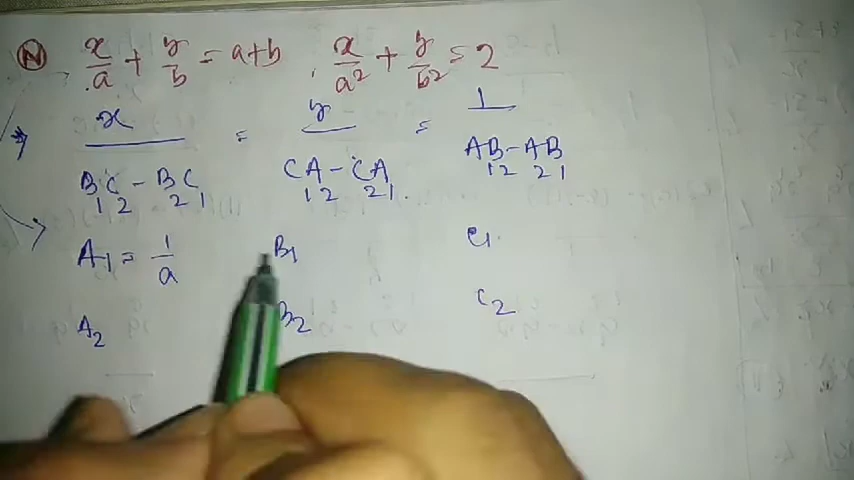 (N) x/a + y/b = a+b , x/a² + y/b² = 2
⇒ x/(B₁C₂ - B₂C₁) = y/(C₁A₂ - C₂A₁) = 1/(A₁B₂ - A₂B₁)
A₁ = 1/a B₁ C₁
A₂ B₂ C₂